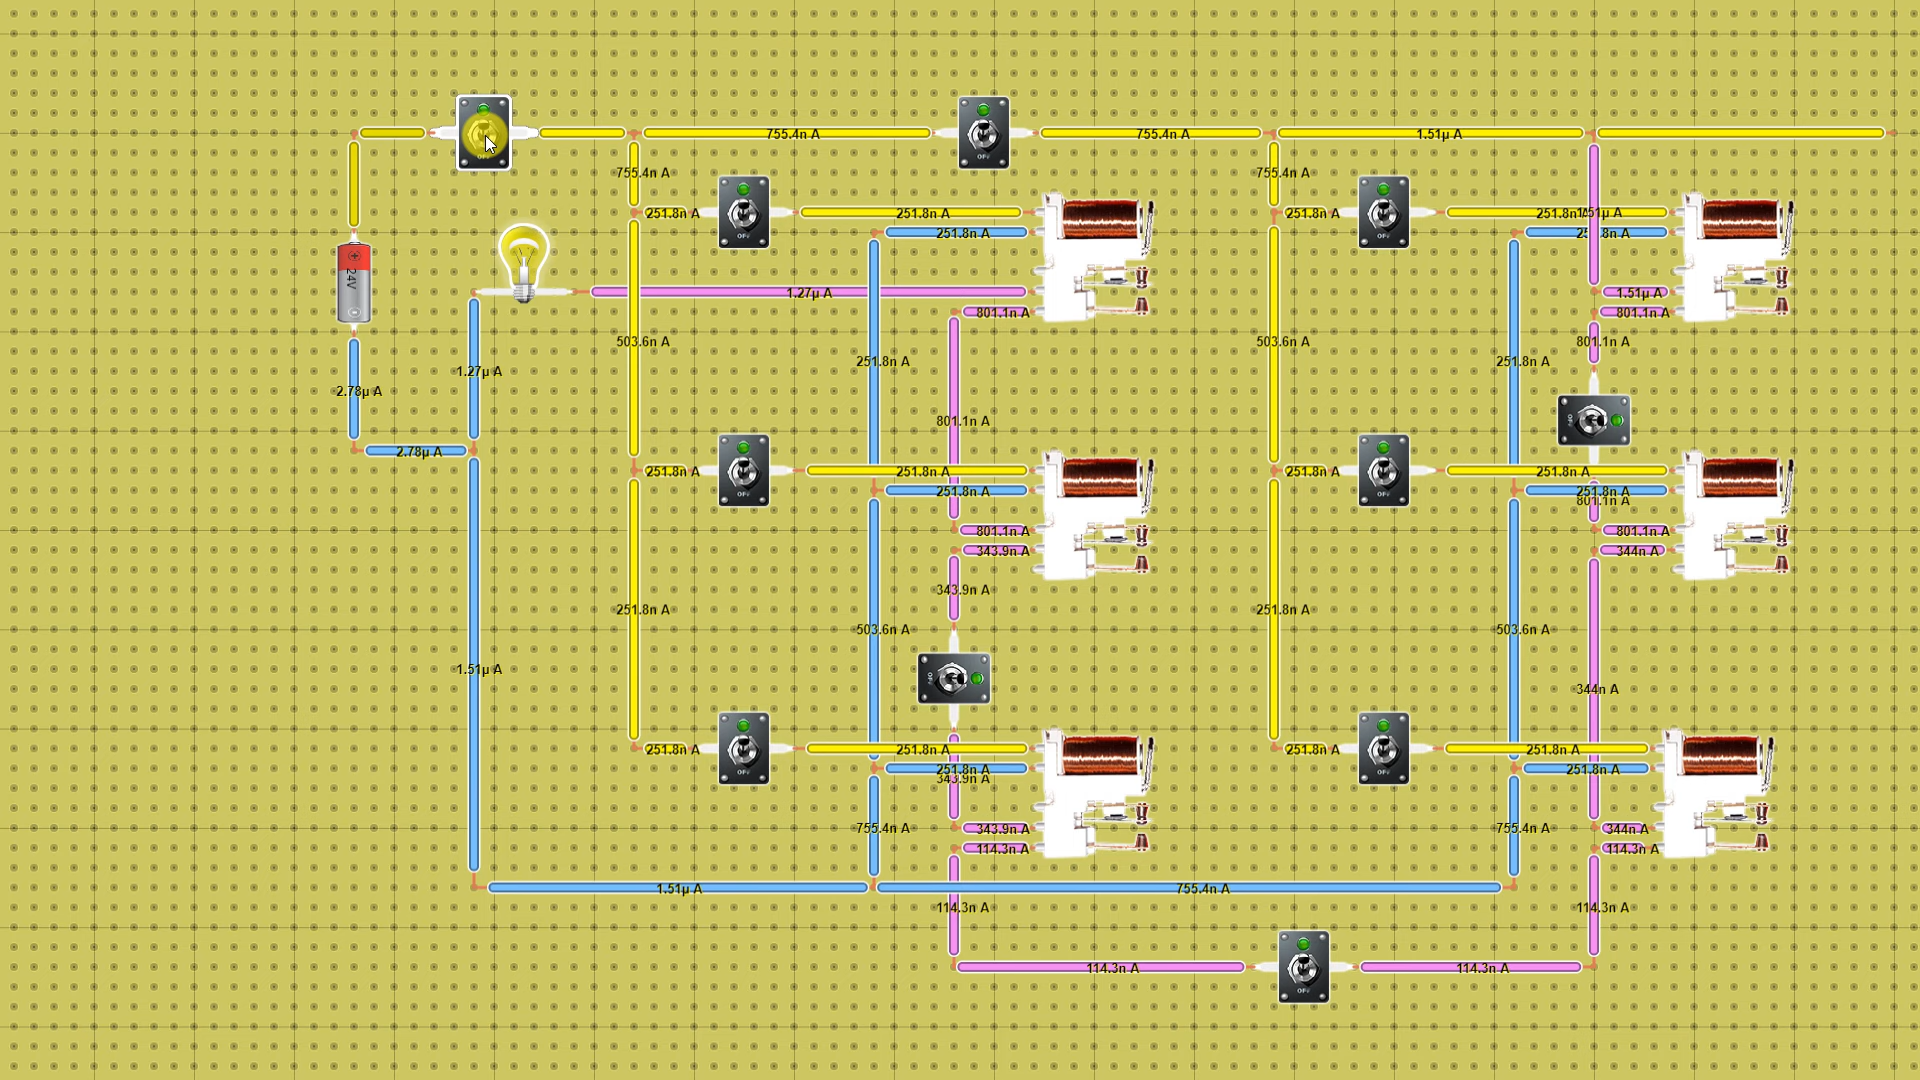 755.4n A
755.4n A
1.51µ A
755.4n A
755.4n A
251.8n A
251.8n A
251.8n A
251.8n A
1.51µ A
251.8n A
251.8n A
24V
1.27µ A
1.51µ A
801.1n A
801.1n A
503.6n A
503.6n A
801.1n A
251.8n A
251.8n A
1.27µ A
2.78µ A
801.1n A
2.78µ A
251.8n A
251.8n A
251.8n A
251.8n A
251.8n A
251.8n A
801.1n A
801.1n A
801.1n A
343.9n A
344n A
343.9n A
251.8n A
251.8n A
503.6n A
503.6n A
1.51µ A
344n A
251.8n A
251.8n A
251.8n A
251.8n A
251.8n A
251.8n A
343.9n A
755.4n A
343.9n A
755.4n A
344n A
114.3n A
114.3n A
1.51µ A
755.4n A
114.3n A
114.3n A
114.3n A
114.3n A